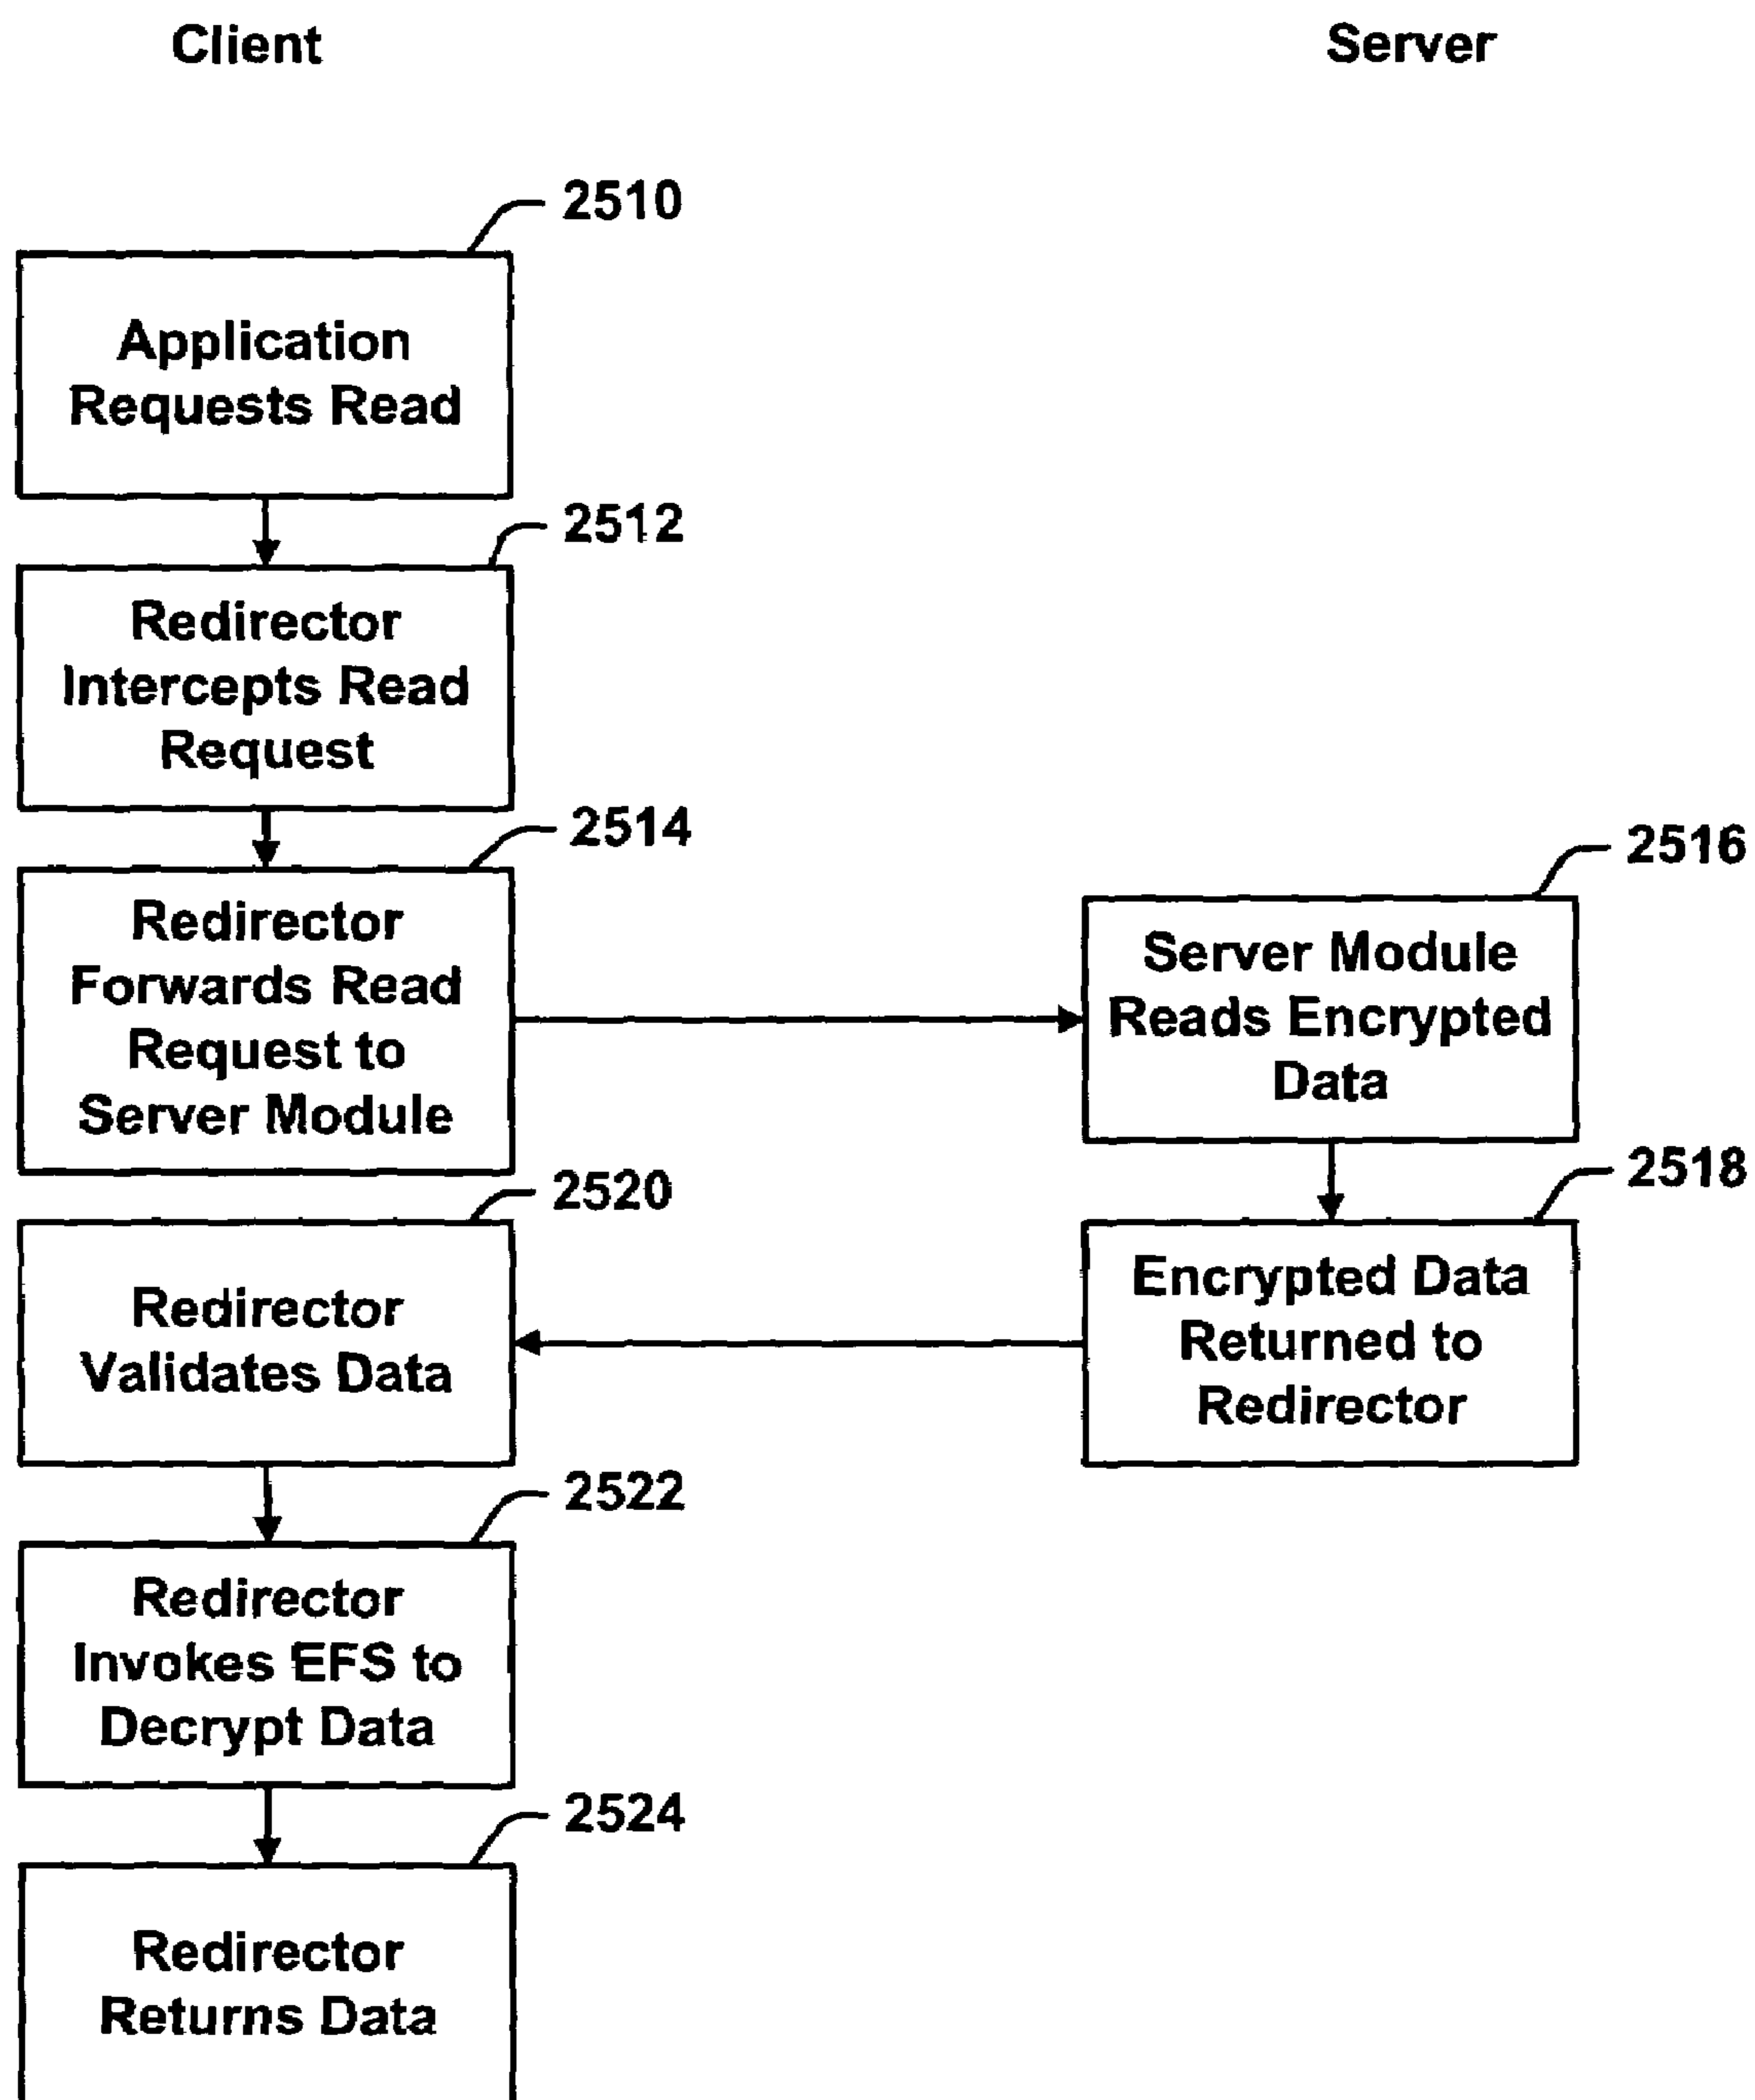 Client
Server
2510
Application
Requests Read
2512
Redirector
Intercepts Read
Request
2514
Redirector
Forwards Read
Request to
Server Module
2516
Server Module
Reads Encrypted
Data
2518
Encrypted Data
Returned to
Redirector
2520
Redirector
Validates Data
2522
Redirector
Invokes EFS to
Decrypt Data
2524
Redirector
Returns Data